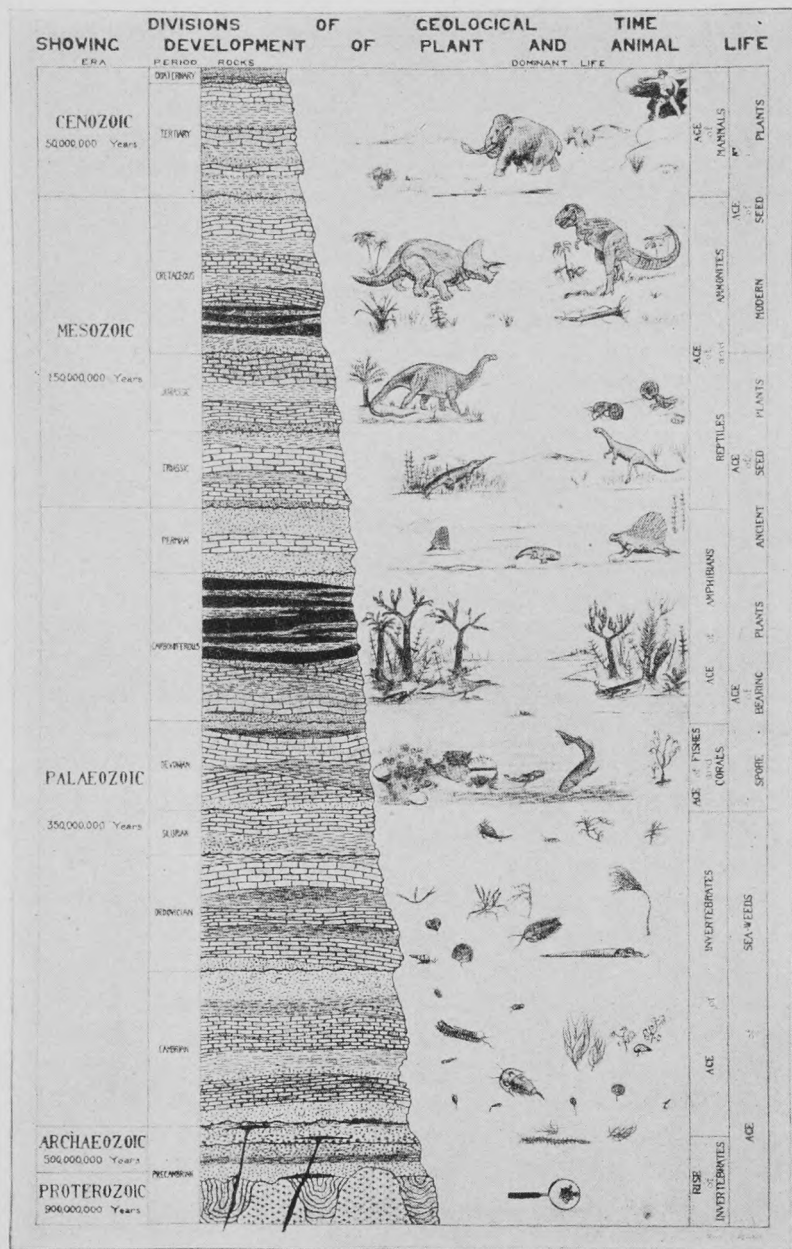 DIVISIONS OF GEOLOGICAL TIME
SHOWING DEVELOPMENT OF OF PLANT AND ANIMAL LIFE
ERA PERIOD ROCKS DOMINANT LIFE
QUATERNARY
CENOZOIC
50,000,000 Years
TERTIARY
AGE of MAMMALS
PLANTS
AGE of SEED
CRETACEOUS
AMMONITES
MODERN
MESOZOIC
150,000,000 Years
AGE of and
JURASSIC
PLANTS
REPTILES
AGE of SEED
TRIASSIC
ANCIENT
PERMIAN
AMPHIBIANS
PLANTS
CARBONIFEROUS
AGE of
AGE of BEARING
DEVONIAN
AGE of FISHES and CORALS
SPORE
PALAEOZOIC
350,000,000 Years
SILURIAN
ORDOVICIAN
INVERTEBRATES
SEA-WEEDS
of
of
CAMBRIAN
AGE
AGE
ARCHAEOZOIC
500,000,000 Years
PRECAMBRIAN
RISE of INVERTEBRATES
PROTEROZOIC
900,000,000 Years